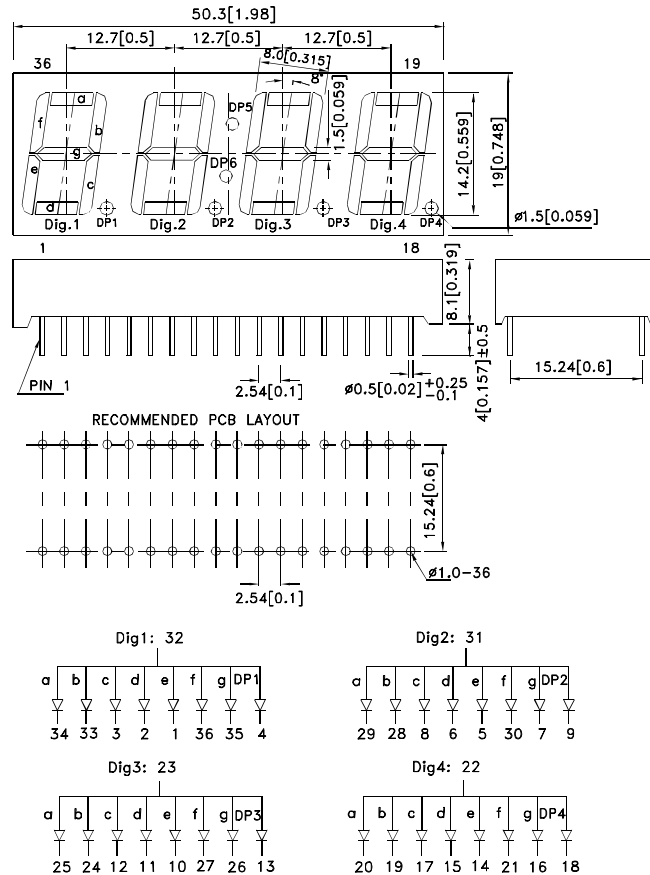 50.3[1.98]
12.7[0.5] 12.7[0.5] 12.7[0.5]
8.0[0.315]
8°
36 19
a
f b
g
e c
d
DP5
DP6
1.5[0.059]
14.2[0.559]
19[0.748]
Dig.1 DP1 Dig.2 DP2 Dig.3 DP3 Dig.4 DP4
ø1.5[0.059]
1 18
8.1[0.319]
4[0.157]±0.5
PIN 1
2.54[0.1]
ø0.5[0.02] +0.25 -0.1
15.24[0.6]
RECOMMENDED PCB LAYOUT
15.24[0.6]
ø1.0-36
2.54[0.1]
Dig1: 32
a b c d e f g DP1
34 33 3 2 1 36 35 4
Dig2: 31
a b c d e f g DP2
29 28 8 6 5 30 7 9
Dig3: 23
a b c d e f g DP3
25 24 12 11 10 27 26 13
Dig4: 22
a b c d e f g DP4
20 19 17 15 14 21 16 18